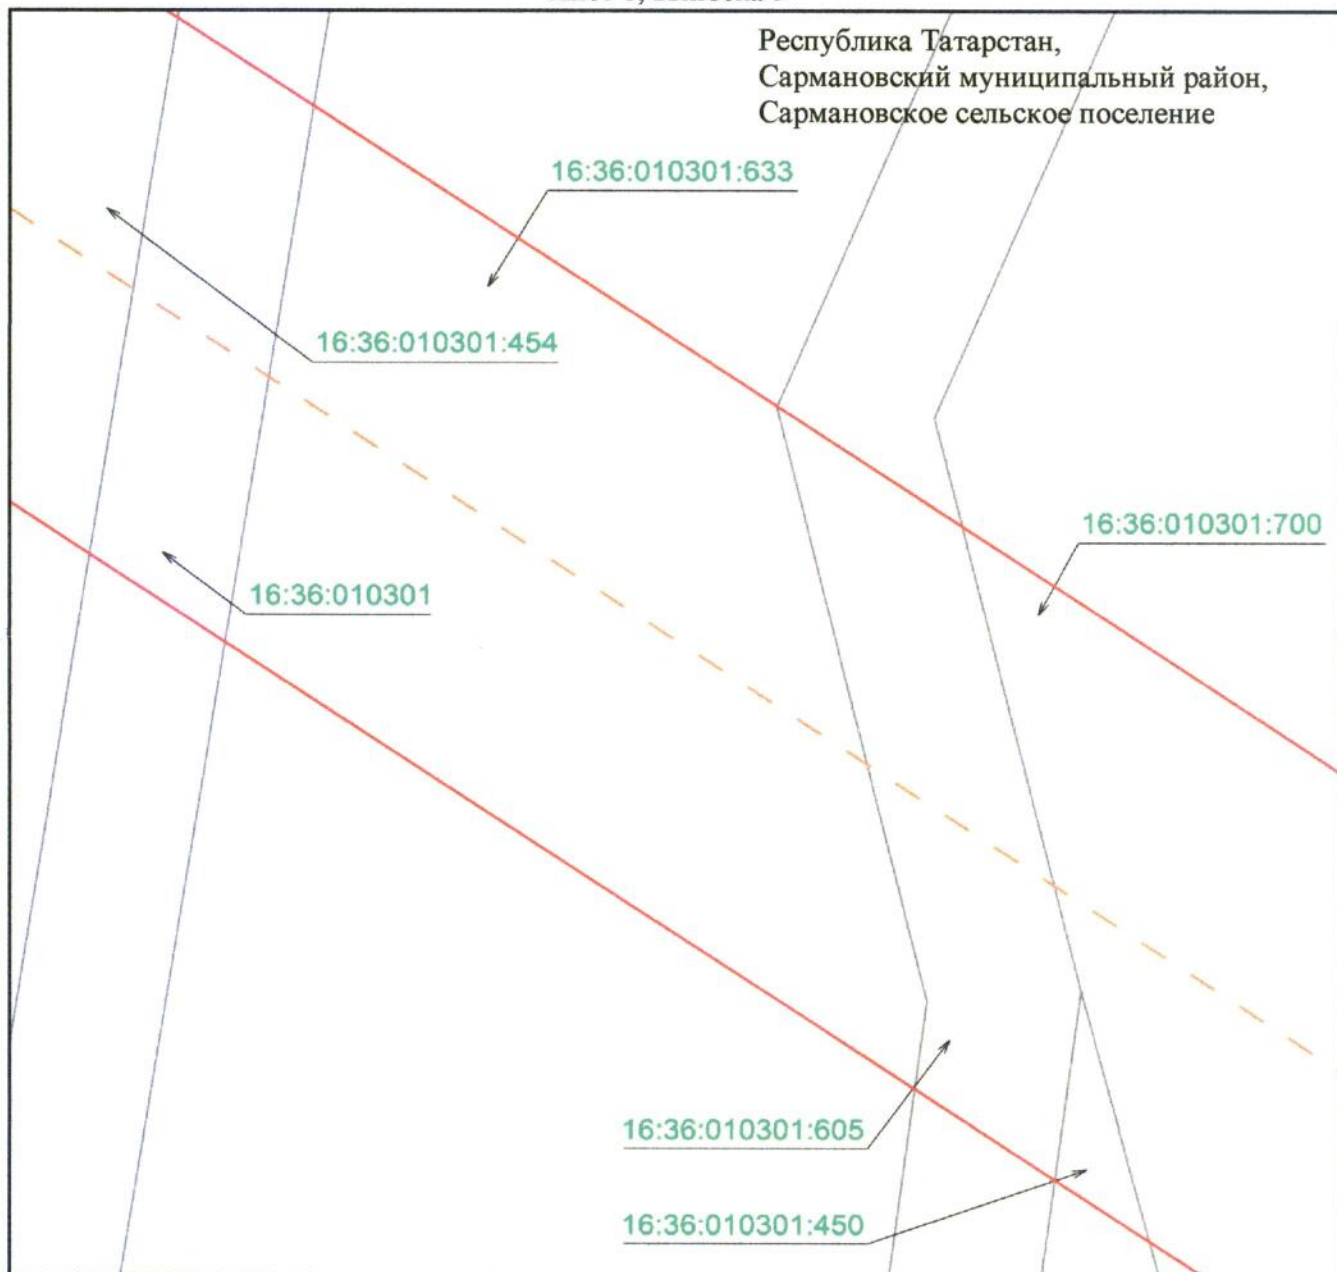 Республика Татарстан,
Сармановский муниципальный район,
Сармановское сельское поселение
16:36:010301:633
16:36:010301:454
16:36:010301:700
16:36:010301
16:36:010301:605
16:36:010301:450